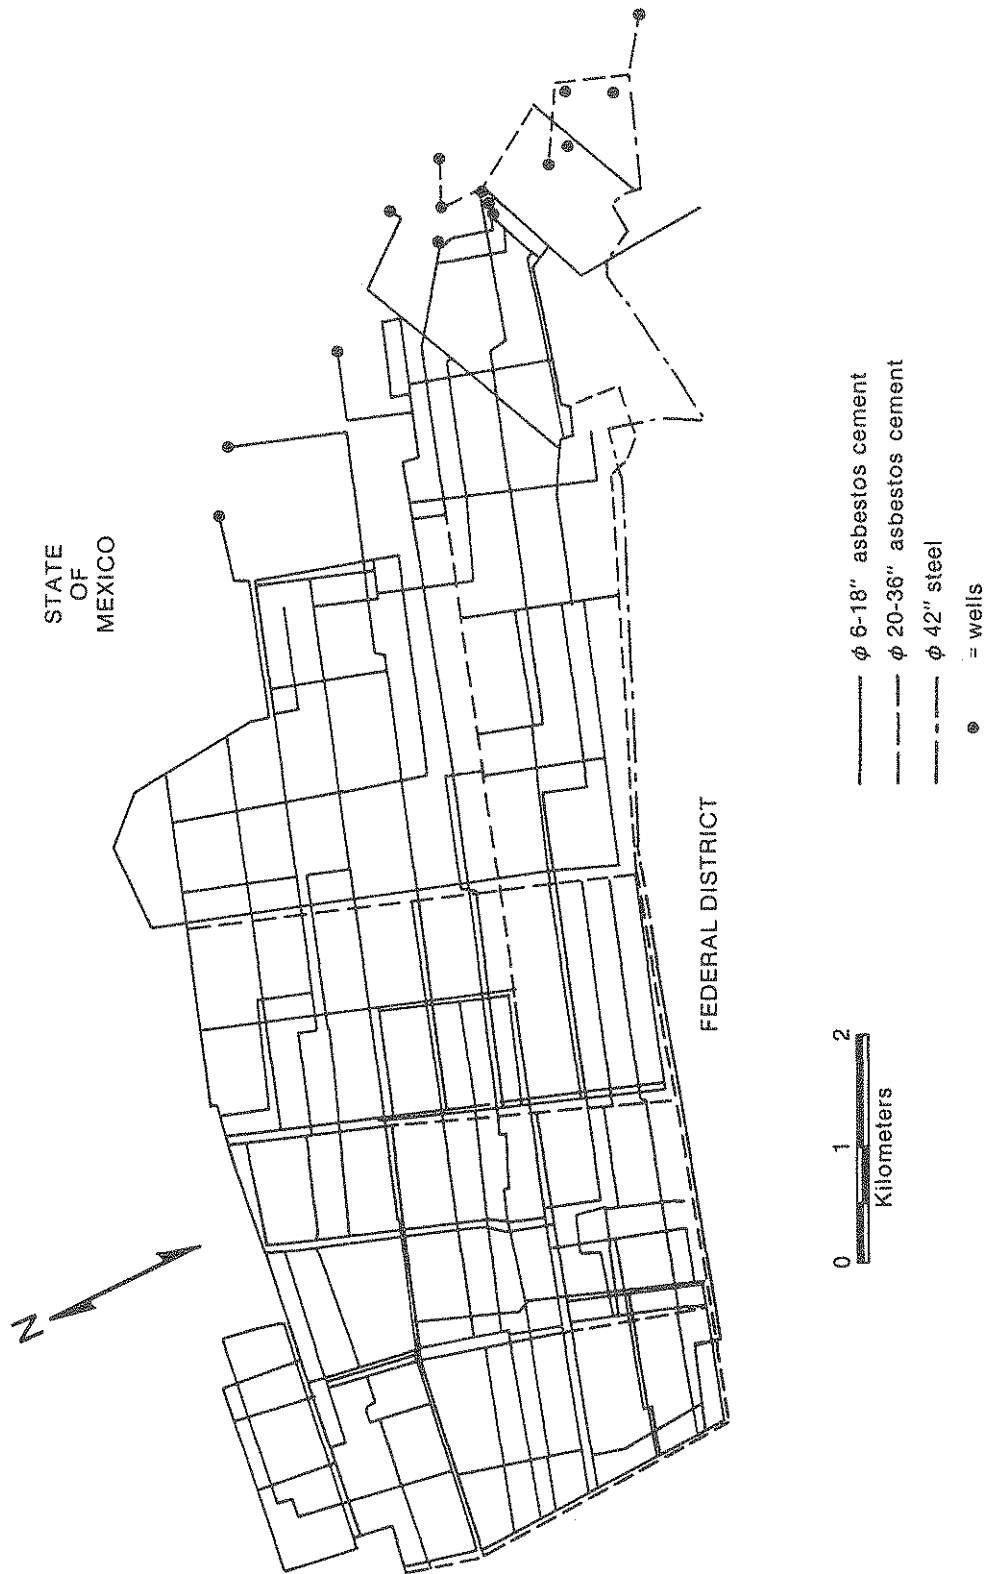 N
STATE
OF
MEXICO
FEDERAL DISTRICT
0 1 2
Kilometers
ϕ 6-18" asbestos cement
ϕ 20-36" asbestos cement
ϕ 42" steel
= wells